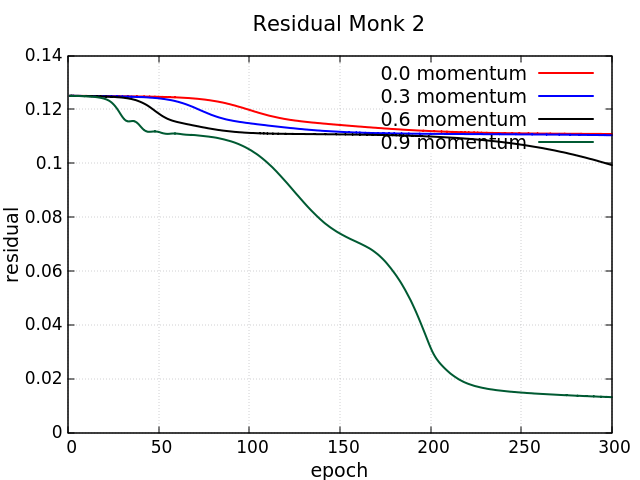 Residual Monk 2
0.14
0.12
0.1
0.08
0.06
0.04
0.02
0
residual
0.0 momentum
0.3 momentum
0.6 momentum
0.9 momentum
0 50 100 150 200 250 300
epoch